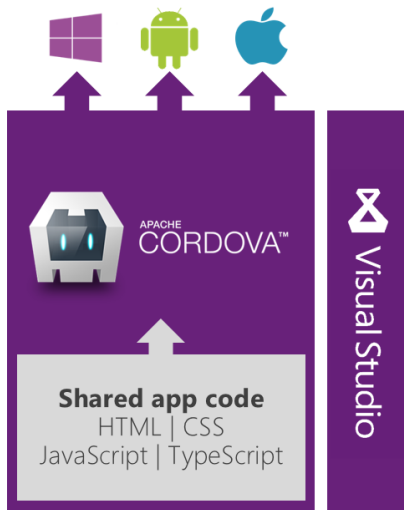 APACHE
CORDOVA™
Shared app code
HTML | CSS
JavaScript | TypeScript
Visual Studio